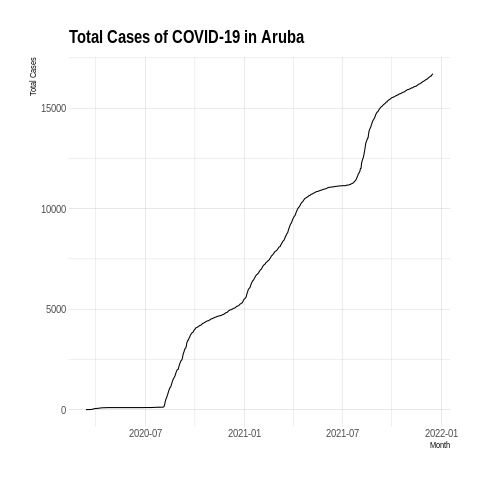 Total Cases of COVID-19 in Aruba
Total Cases
15000
10000
5000
0
2020-07 2021-01 2021-07 2022-01
Month